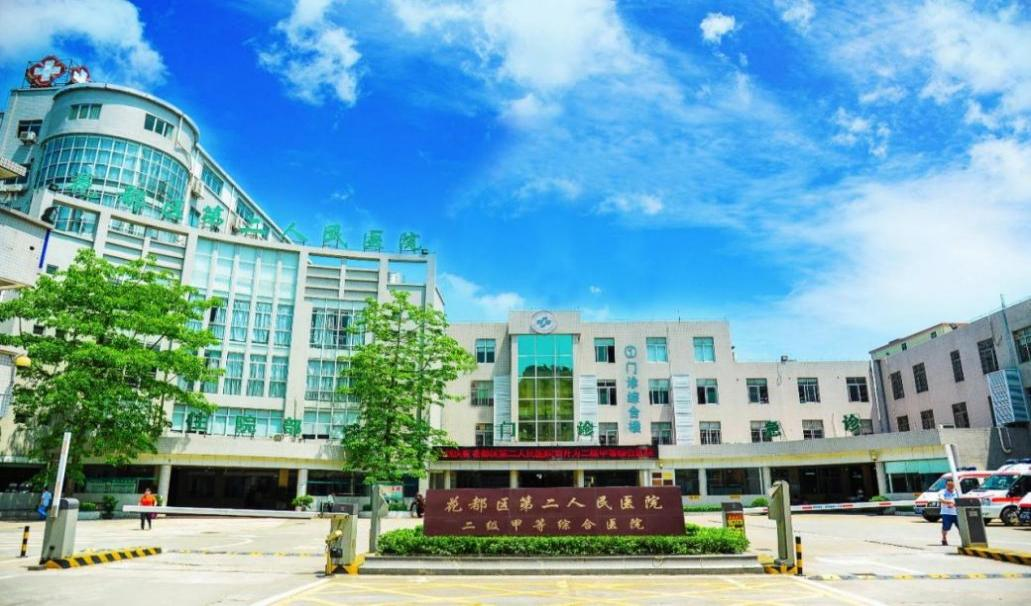 花都区第二人民医院
①门诊综合楼
住院部
门诊
急诊
花都区第二人民医院
二级甲等综合医院